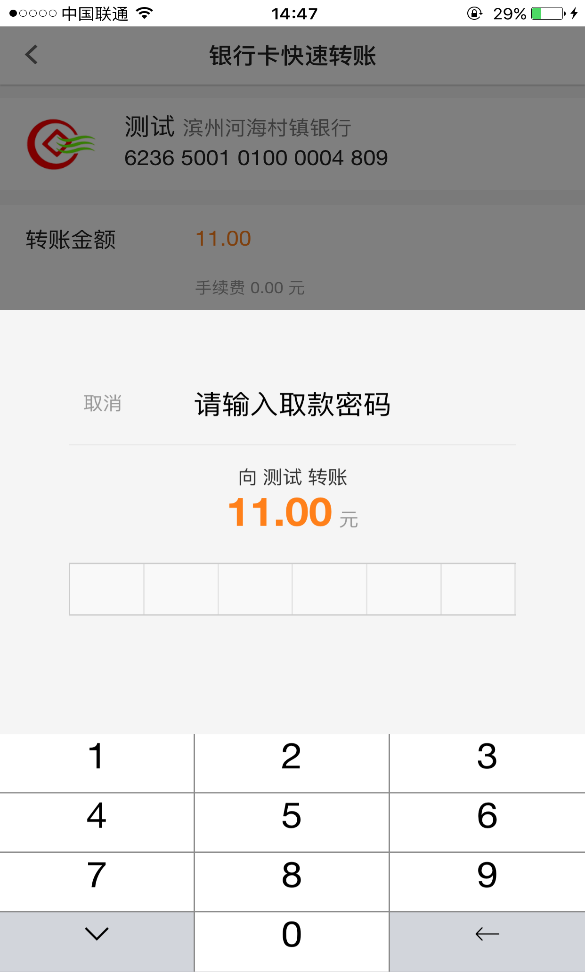 中国联通 14:47 29%
银行卡快速转账
测试 滨州河海村镇银行
6236 5001 0100 0004 809
转账金额 11.00
手续费 0.00 元
取消 请输入取款密码
向 测试 转账
11.00 元
1 2 3
4 5 6
7 8 9
0